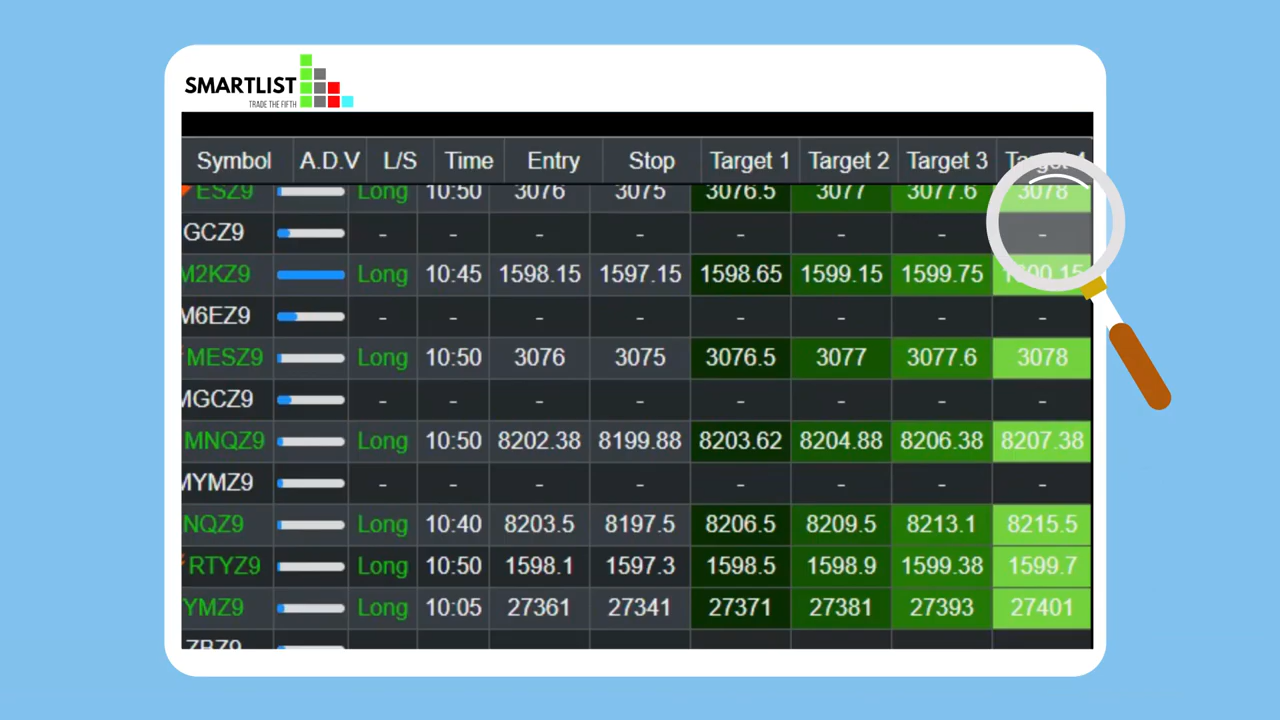 SMARTLIST
TRADE THE FIFTH
Symbol A.D.V L/S Time Entry Stop Target 1 Target 2 Target 3 Target 4
ESZ9 Long 10:50 3076 3075 3076.5 3077 3077.6 3078
GCZ9 - - - - - - - -
M2KZ9 Long 10:45 1598.15 1597.15 1598.65 1599.15 1599.75 1600.15
M6EZ9 - - - - - - - -
MESZ9 Long 10:50 3076 3075 3076.5 3077 3077.6 3078
MGCZ9 - - - - - - - -
MNQZ9 Long 10:50 8202.38 8199.88 8203.62 8204.88 8206.38 8207.38
MYMZ9 - - - - - - - -
NQZ9 Long 10:40 8203.5 8197.5 8206.5 8209.5 8213.1 8215.5
RTYZ9 Long 10:50 1598.1 1597.3 1598.5 1598.9 1599.38 1599.7
YMZ9 Long 10:05 27361 27341 27371 27381 27393 27401
ZBZ9